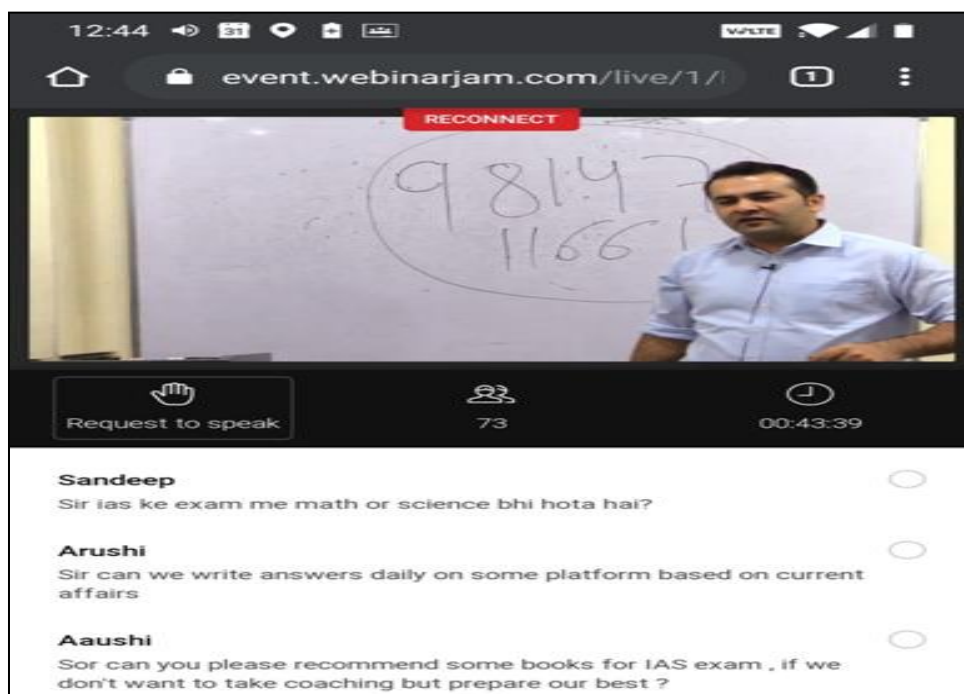 12:44
31
VoLTE
event.webinarjam.com/live/1/
1
RECONNECT
98147
11661
Request to speak
73
00:43:39
Sandeep
Sir ias ke exam me math or science bhi hota hai?
Arushi
Sir can we write answers daily on some platform based on current
affairs
Aaushi
Sor can you please recommend some books for IAS exam , if we
don't want to take coaching but prepare our best ?